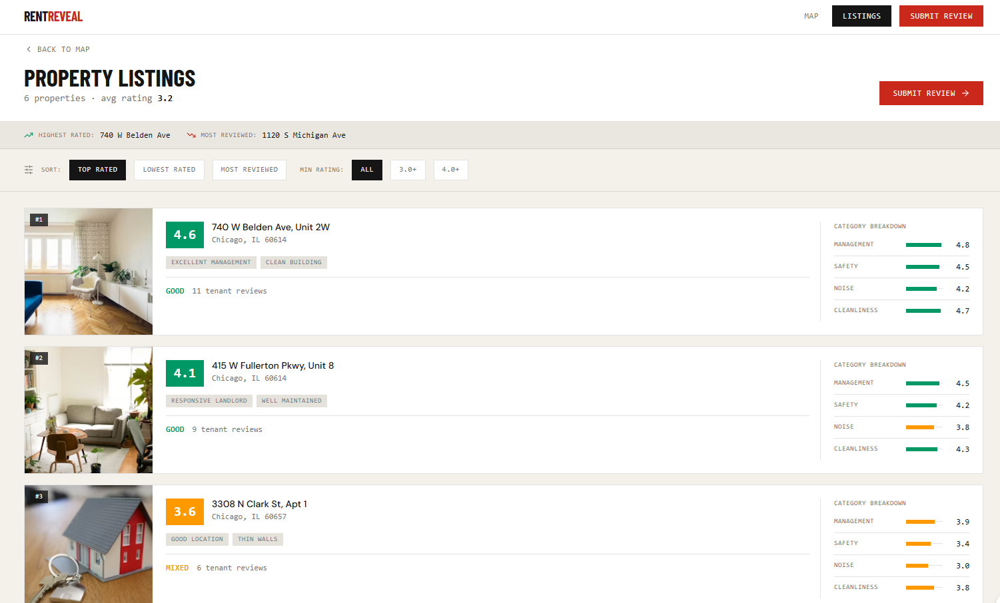 RENTREVEAL
MAP
LISTINGS
SUBMIT REVIEW
BACK TO MAP
PROPERTY LISTINGS
6 properties · avg rating 3.2
SUBMIT REVIEW →
HIGHEST RATED: 740 W Belden Ave
MOST REVIEWED: 1120 S Michigan Ave
SORT: TOP RATED LOWEST RATED MOST REVIEWED MIN RATING: ALL 3.0+ 4.0+
#1
4.6
740 W Belden Ave, Unit 2W
Chicago, IL 60614
EXCELLENT MANAGEMENT CLEAN BUILDING
GOOD 11 tenant reviews
CATEGORY BREAKDOWN
MANAGEMENT 4.8
SAFETY 4.5
NOISE 4.2
CLEANLINESS 4.7
#2
4.1
415 W Fullerton Pkwy, Unit 8
Chicago, IL 60614
RESPONSIVE LANDLORD WELL MAINTAINED
GOOD 9 tenant reviews
CATEGORY BREAKDOWN
MANAGEMENT 4.5
SAFETY 4.2
NOISE 3.8
CLEANLINESS 4.3
#3
3.6
3308 N Clark St, Apt 1
Chicago, IL 60657
GOOD LOCATION THIN WALLS
MIXED 6 tenant reviews
CATEGORY BREAKDOWN
MANAGEMENT 3.9
SAFETY 3.4
NOISE 3.0
CLEANLINESS 3.8